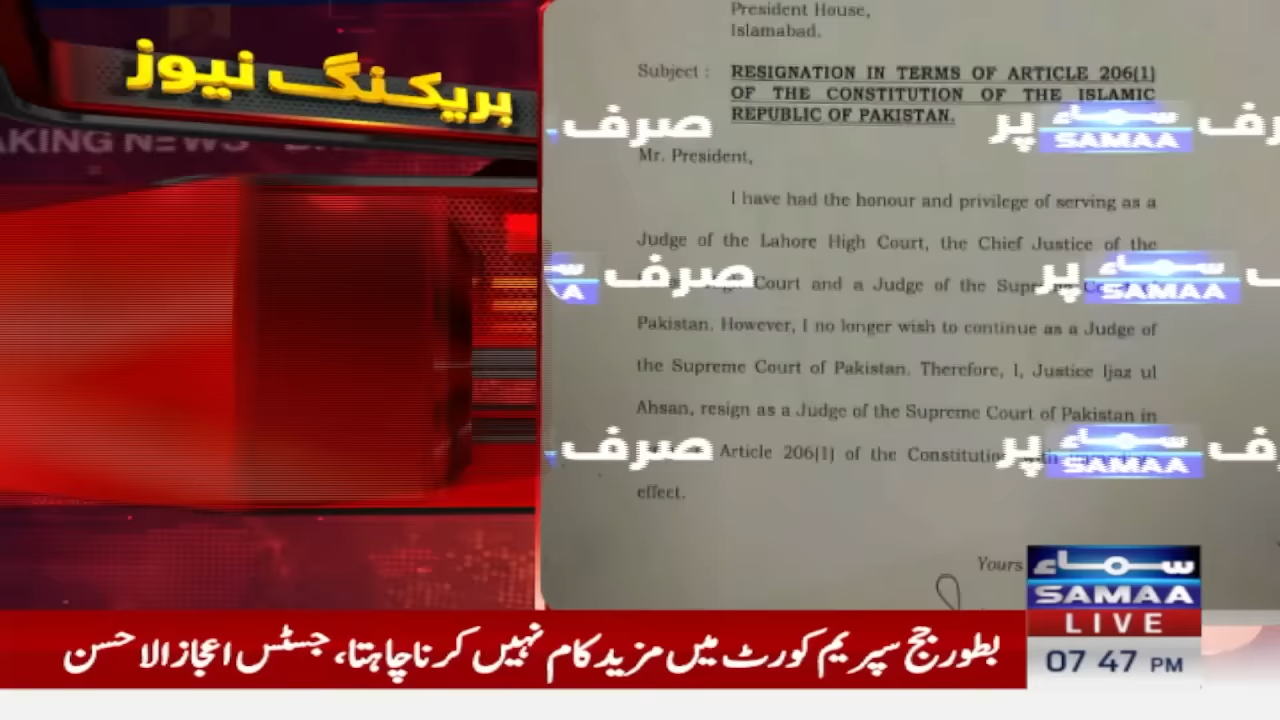 بریکنگ نیوز
AKING NEWS
President House,
Islamabad.
Subject : RESIGNATION IN TERMS OF ARTICLE 206(1)
OF THE CONSTITUTION OF THE ISLAMIC
REPUBLIC OF PAKISTAN.
Mr. President,
I have had the honour and privilege of serving as a
Judge of the Lahore High Court, the Chief Justice of the
Court and a Judge of the Supreme
Pakistan. However, I no longer wish to continue as a Judge of
the Supreme Court of Pakistan. Therefore, I, Justice Ijaz ul
Ahsan, resign as a Judge of the Supreme Court of Pakistan in
Article 206(1) of the Constitution with
effect.
Yours
صرف
سماء پر
SAMAA
صرف
سماء پر
SAMAA
صرف
سماء پر
SAMAA
سماء
SAMAA
LIVE
07 47 PM
بطور جج سپریم کورٹ میں مزید کام نہیں کرنا چاہتا، جسٹس اعجاز الاحسن